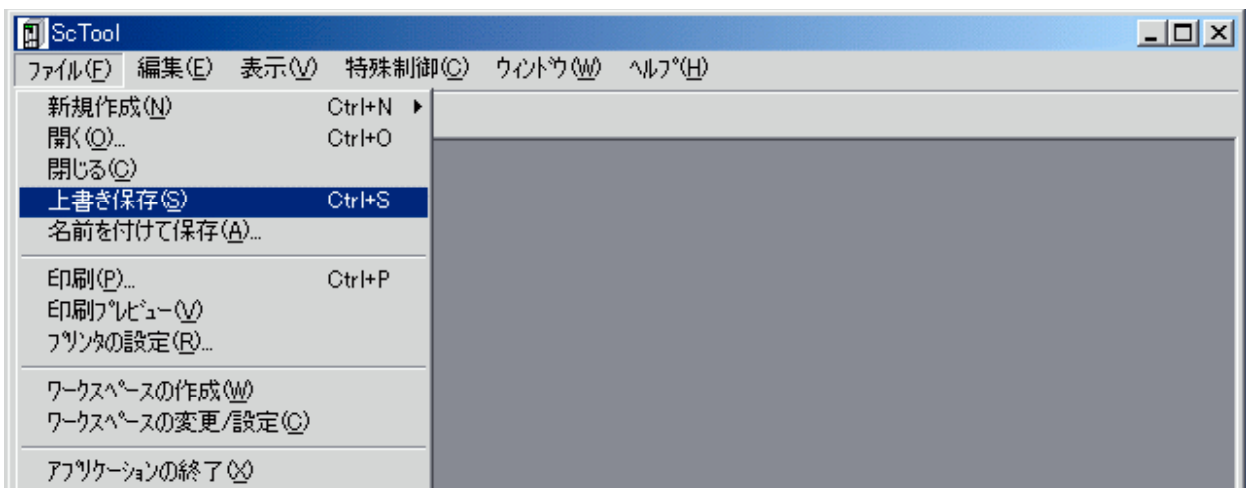 ScTool
ﾌｧｲﾙ(F) 編集(E) 表示(V) 特殊制御(C) ｳｨﾝﾄﾞｳ(W) ﾍﾙﾌﾟ(H)
新規作成(N) Ctrl+N
開く(O)... Ctrl+O
閉じる(C)
上書き保存(S) Ctrl+S
名前を付けて保存(A)...
印刷(P)... Ctrl+P
印刷ﾌﾟﾚﾋﾞｭｰ(V)
ﾌﾟﾘﾝﾀの設定(R)...
ﾜｰｸｽﾍﾟｰｽの作成(W)
ﾜｰｸｽﾍﾟｰｽの変更/設定(C)
ｱﾌﾟﾘｹｰｼｮﾝの終了(X)